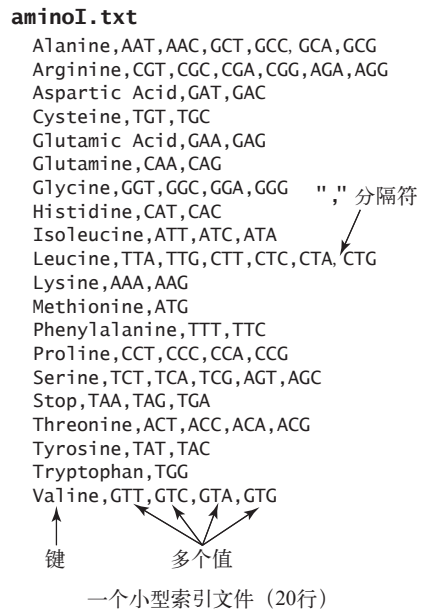 aminoI.txt
Alanine,AAT,AAC,GCT,GCC,GCA,GCG
Arginine,CGT,CGC,CGA,CGG,AGA,AGG
Aspartic Acid,GAT,GAC
Cysteine,TGT,TGC
Glutamic Acid,GAA,GAG
Glutamine,CAA,CAG
Glycine,GGT,GGC,GGA,GGG
"," 分隔符
Histidine,CAT,CAC
Isoleucine,ATT,ATC,ATA
Leucine,TTA,TTG,CTT,CTC,CTA,CTG
Lysine,AAA,AAG
Methionine,ATG
Phenylalanine,TTT,TTC
Proline,CCT,CCC,CCA,CCG
Serine,TCT,TCA,TCG,AGT,AGC
Stop,TAA,TAG,TGA
Threonine,ACT,ACC,ACA,ACG
Tyrosine,TAT,TAC
Tryptophan,TGG
Valine,GTT,GTC,GTA,GTG
键 多个值
一个小型索引文件（20行）